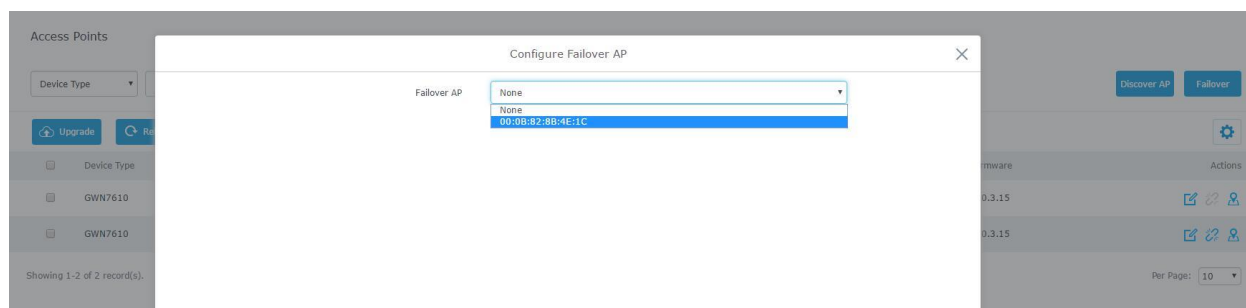 Access Points
Configure Failover AP
Device Type
Failover AP
None
Discover AP
Failover
None
00:0B:82:8B:4E:1C
Upgrade
Device Type
Actions
GWN7610
0.3.15
GWN7610
0.3.15
Showing 1-2 of 2 record(s).
Per Page:
10